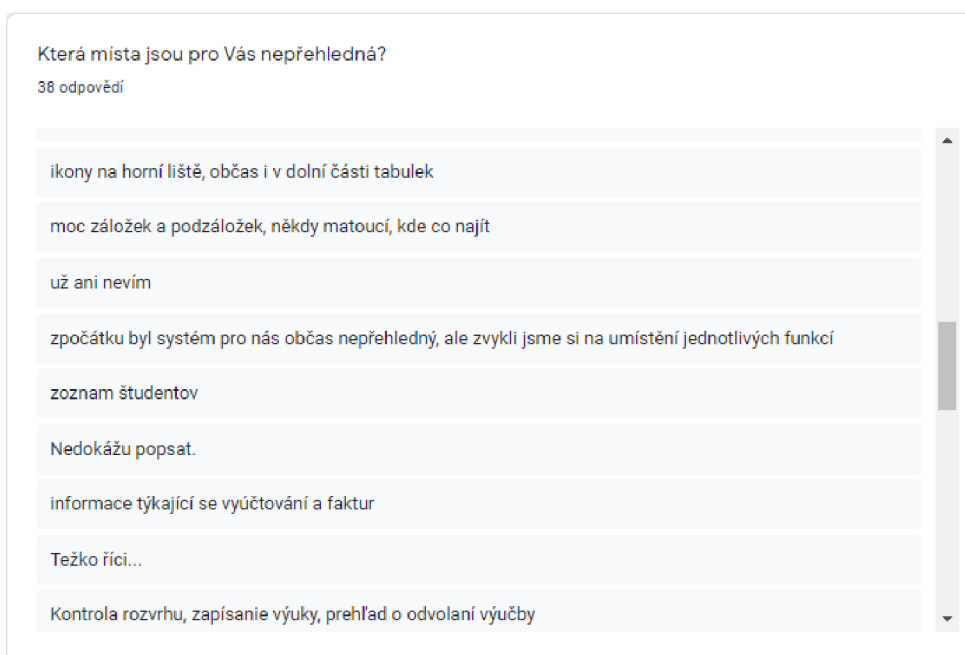 Která místa jsou pro Vás nepřehledná?
38 odpovědí
ikony na horní liště, občas i v dolní části tabulek
moc záložek a podzáložek, někdy matoucí, kde co najít
už ani nevím
zpočátku byl systém pro nás občas nepřehledný, ale zvykli jsme si na umístění jednotlivých funkcí
zoznam študentov
Nedokážu popsat.
informace týkající se vyúčtování a faktur
Težko říci...
Kontrola rozvrhu, zapísanie výuky, prehľad o odvolaní výučby